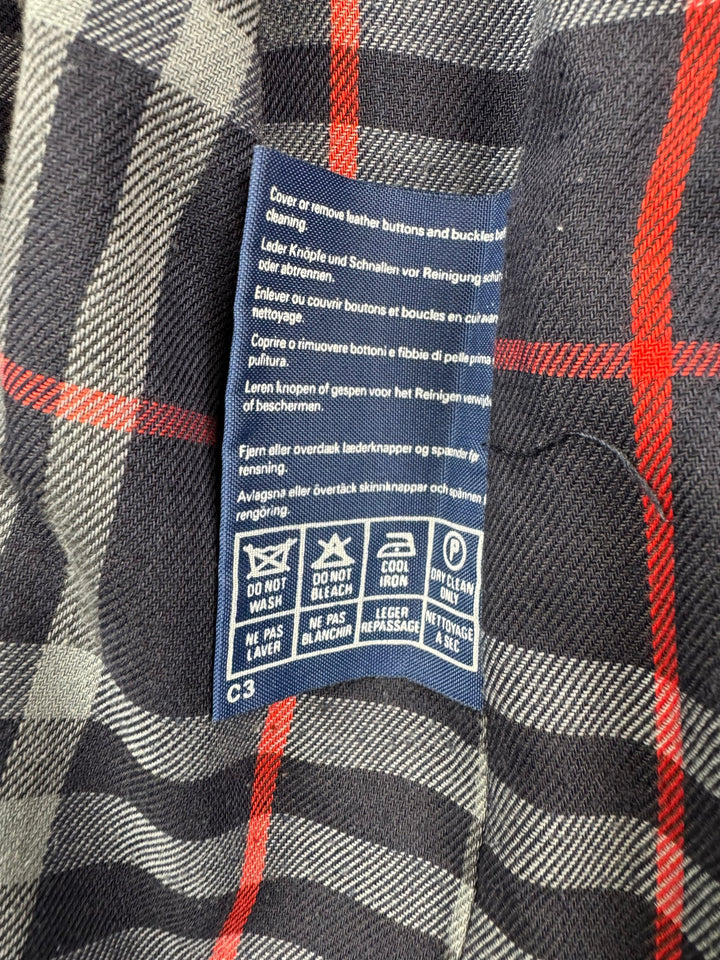 Cover or remove leather buttons and buckles
cleaning.
Leder Knöpfe und Schnallen vor Reinigung
oder abtrennen.
Enlever ou couvrir boutons et boucles en cuir
nettoyage.
Coprire o rimuovere bottoni e fibbie di pelle prima
pulitura.
Leren knopen of gespen voor het Reinigen
of beschermen.
Fjern eller overdæk læderknapper og spænder før
rensning.
Avlagsna eller övertäck skinnknappar och spännen
rengöring.
P
DO NOT WASH
DO NOT BLEACH
COOL IRON
DRY CLEAN ONLY
NE PAS LAVER
NE PAS BLANCHIR
LEGER REPASSAGE
NETTOYAGE A SEC
C3